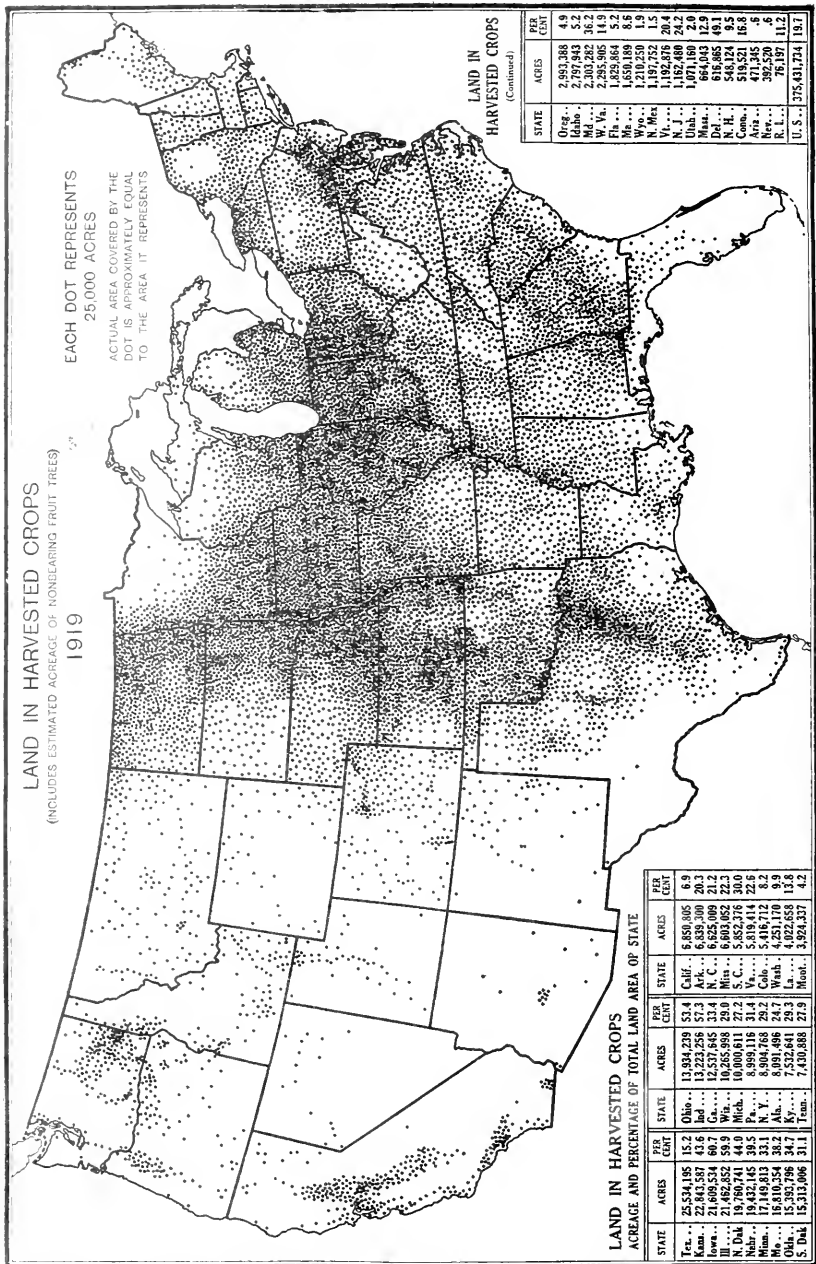 LAND IN HARVESTED CROPS
(INCLUDES ESTIMATED ACREAGE OF NONBEARING FRUIT TREES)
1919
EACH DOT REPRESENTS
25,000 ACRES
ACTUAL AREA COVERED BY THE
DOT IS APPROXIMATELY EQUAL
TO THE AREA IT REPRESENTS
LAND IN HARVESTED CROPS
ACREAGE AND PERCENTAGE OF TOTAL LAND AREA OF STATE
STATE ACRES PER CENT STATE ACRES PER CENT STATE ACRES PER CENT
Tex... 25,534,195 15.2 Ohio.. 13,934,239 53.4 Calif.. 6,850,805 6.9
Kans.. 22,843,587 43.6 Ind... 13,223,256 57.3 Ark... 6,839,300 20.3
Iowa.. 21,609,534 60.7 Ga.... 12,537,645 33.4 N. C... 6,625,009 21.2
Ill.... 21,462,852 59.9 Wis... 10,265,998 29.0 Miss.. 6,603,052 22.3
N. Dak 19,760,741 44.0 Mich.. 10,000,611 27.2 S. C... 5,852,376 30.0
Nebr.. 19,432,145 39.5 Pa.... 8,999,116 31.4 Va.... 5,819,414 22.6
Minn.. 17,149,813 33.1 N. Y... 8,904,768 29.2 Colo... 5,416,712 8.2
Mo.... 16,810,354 38.2 Ala... 8,091,496 24.7 Wash.. 4,251,170 9.9
Okla.. 15,393,796 34.7 Ky.... 7,532,641 29.3 La.... 4,022,658 13.8
S. Dak 15,313,006 31.1 Tenn.. 7,430,888 27.9 Mont.. 3,924,337 4.2
LAND IN
HARVESTED CROPS
(Continued)
STATE ACRES PER CENT
Oreg.. 2,993,388 4.9
Idaho. 2,797,943 5.2
Md... 2,303,282 36.2
W. Va. 2,295,905 14.9
Fla... 1,829,864 5.2
Me.... 1,650,189 8.6
Wyo.. 1,210,250 1.9
N. Mex 1,197,752 1.5
Vt.... 1,192,876 20.4
N. J... 1,162,480 24.2
Utah.. 1,071,160 2.0
Mass.. 664,043 12.9
Del... 616,865 49.1
N. H.. 548,124 9.5
Conn.. 519,521 16.8
Ariz... 471,345 .6
Nev... 392,520 .6
R. I... 76,197 11.2
U. S.. 375,431,734 19.7